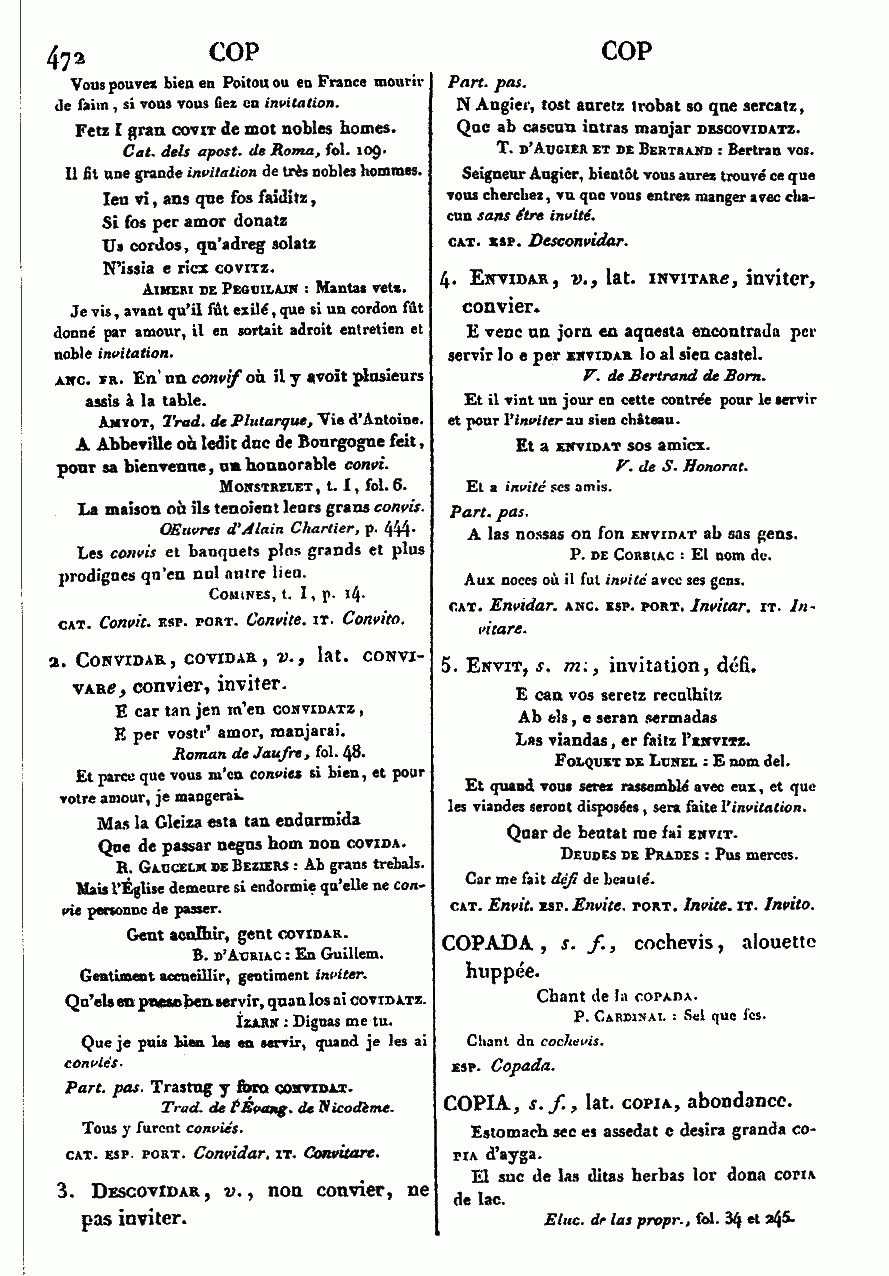 472 COP COP
Vous pouvez bien en Poitou ou en France mourir
de faim, si vous vous fiez en invitation.
Fetz I gran COVIT de mot nobles homes.
Cat. dels apost. de Roma, fol. 109.
Il fit une grande invitation de très nobles hommes.
Ieu vi, ans que fos faiditz,
Si fos per amor donatz
Us cordos, qu'adreg solatz
N'issia e ricx COVITZ.
AIMERI DE PEGUILAIN : Mantas vetz.
Je vis, avant qu'il fût exilé, que si un cordon fût
donné par amour, il en sortait adroit entretien et
noble invitation.
ANC. FR. En un convif où il y avoit plusieurs
assis à la table.
AMYOT, Trad. de Plutarque, Vie d'Antoine.
A Abbeville où ledit duc de Bourgogne feit,
pour sa bienvenne, un honnorable convi.
MONSTRELET, t. I, fol. 6.
La maison où ils tenoient leurs grans convis.
Œuvres d'Alain Chartier, p. 444.
Les convis et banquets plus grands et plus
prodignes qu'en nul autre lieu.
COMINES, t. I, p. 14.
CAT. Convit. ESP. PORT. Convite. IT. Convito.
2. CONVIDAR, COVIDAR, v., lat. CONVI-
VARe, convier, inviter.
E car tan jen m'en CONVIDATZ,
E per vostr' amor, manjarai.
Roman de Jaufre, fol. 48.
Et parce que vous m'en conviez si bien, et pour
votre amour, je mangerai.
Mas la Gleiza esta tan endurmida
Que de passar negus hom non COVIDA.
R. GAUCELM DE BEZIERS : Ab grans trebals.
Mais l'Église demeure si endormie qu'elle ne con-
vie personne de passer.
Gent acullir, gent COVIDAR.
B. D'AURIAC : En Guillem.
Gentiment accueillir, gentiment inviter.
Qu'els en puesc ben servir, quan los ai COVIDATZ.
IZARN : Diguas me tu.
Que je puis bien les en servir, quand je les ai
conviés.
Part. pas. Trastug y foro CONVIDAT.
Trad. de l'Évang. de Nicodème.
Tous y furent conviés.
CAT. ESP. PORT. Convidar. IT. Convitare.
3. DESCOVIDAR, v., non convier, ne
pas inviter.
Part. pas.
N Augier, tost auretz trobat so que sercatz,
Que ab cascun intras manjar DESCOVIDATZ.
T. D'AUGIER ET DE BERTRAND : Bertran vos.
Seigneur Augier, bientôt vous aurez trouvé ce que
vous cherchez, vu que vous entrez manger avec cha-
cun sans être invité.
CAT. ESP. Desconvidar.
4. ENVIDAR, v., lat. INVITARe, inviter,
convier.
E venc un jorn en aquesta encontrada per
servir lo e per ENVIDAR lo al sieu castel.
V. de Bertrand de Born.
Et il vint un jour en cette contrée pour le servir
et pour l'inviter au sien château.
Et a ENVIDAT sos amicx.
V. de S. Honorat.
Et a invité ses amis.
Part. pas.
A las nossas on fon ENVIDAT ab sas gens.
P. DE CORBIAC : El nom de.
Aux noces où il fut invité avec ses gens.
CAT. Envidar. ANC. ESP. PORT. Invitar. IT. In-
vitare.
5. ENVIT, s. m., invitation, défi.
E can vos seretz reculhitz
Ab els, e seran sermadas
Las viandas, er faitz l'ENVITZ.
FOLQUET DE LUNEL : E nom del.
Et quand vous serez rassemblé avec eux, et que
les viandes seront disposées, sera faite l'invitation.
Quar de beutat me fai ENVIT.
DEUDES DE PRADES : Pus merces.
Car me fait défi de beauté.
CAT. Envit. ESP. Envite. PORT. Invite. IT. Invito.
COPADA, s. f., cochevis, alouette
huppée.
Chant de la COPADA.
P. CARDINAL : Sel que fes.
Chant du cochevis.
ESP. Copada.
COPIA, s. f., lat. COPIA, abondance.
Estomach sec es assedat e desira granda CO-
PIA d'ayga.
El suc de las ditas herbas lor dona COPIA
de lac.
Eluc. de las propr., fol. 34 et 245.